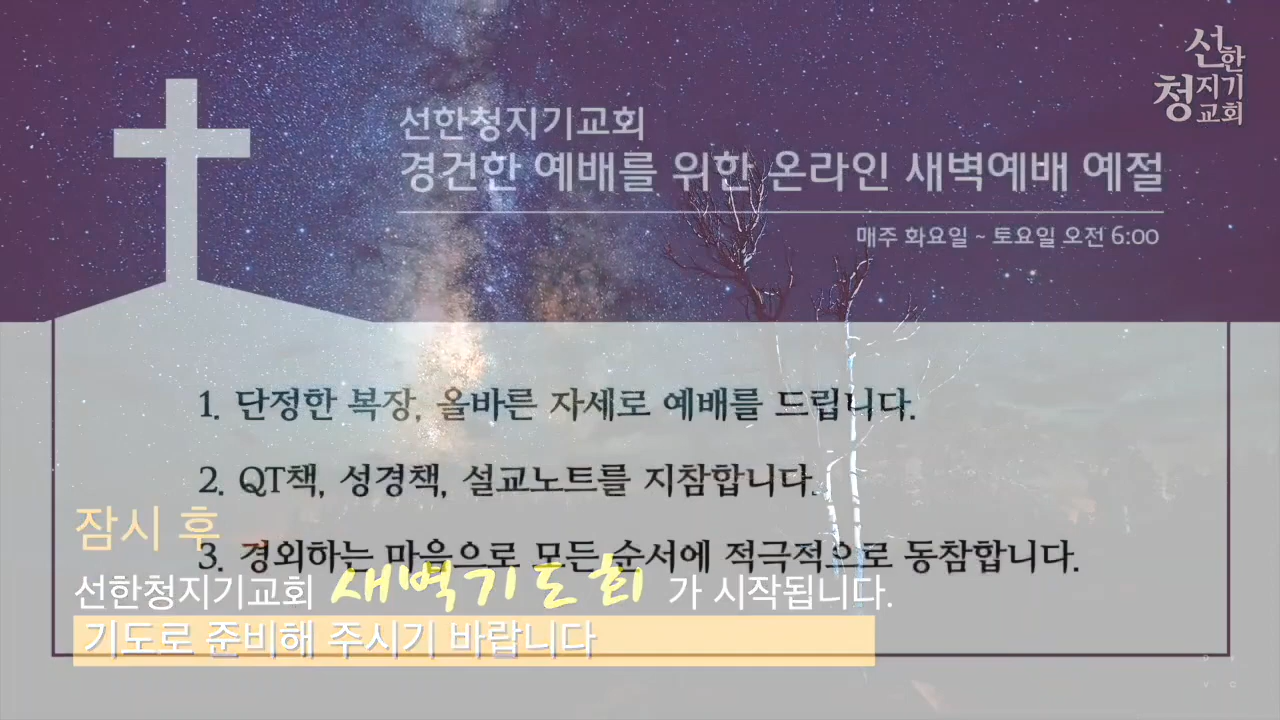 선한
청지기
교회
선한청지기교회
경건한 예배를 위한 온라인 새벽예배 예절
매주 화요일 ~ 토요일 오전 6:00
1. 단정한 복장, 올바른 자세로 예배를 드립니다.
2. QT책, 성경책, 설교노트를 지참합니다.
3. 경외하는 마음으로 모든 순서에 적극적으로 동참합니다.
잠시 후
선한청지기교회 새벽기도회 가 시작됩니다.
기도로 준비해 주시기 바랍니다